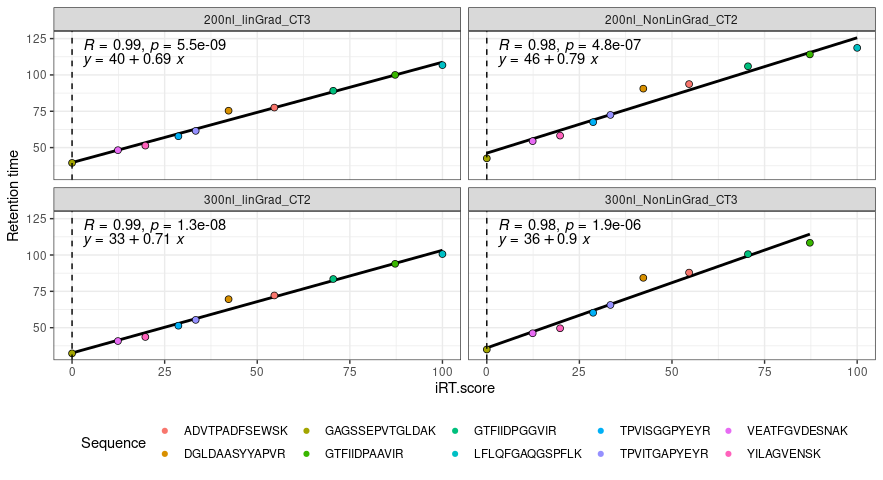 200nl_linGrad_CT3
200nl_NonLinGrad_CT2
R = 0.99, p = 5.5e-09
y = 40 + 0.69 x
R = 0.98, p = 4.8e-07
y = 46 + 0.79 x
125
100
75
50
300nl_linGrad_CT2
300nl_NonLinGrad_CT3
R = 0.99, p = 1.3e-08
y = 33 + 0.71 x
R = 0.98, p = 1.9e-06
y = 36 + 0.9 x
125
100
75
50
Retention time
0 25 50 75 100 0 25 50 75 100
iRT.score
Sequence
ADVTPADFSEWSK GAGSSEPVTGLDAK GTFIIDPGGVIR TPVISGGPYEYR VEATFGVDESNAK
DGLDAASYYAPVR GTFIIDPAAVIR LFLQFGAQGSPFLK TPVITGAPYEYR YILAGVENSK